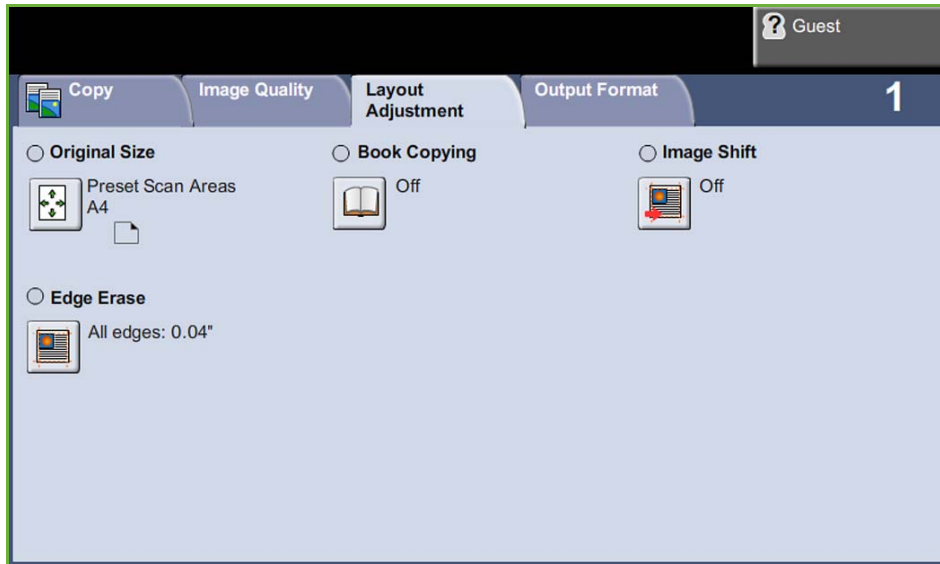 ? Guest
Copy
Image Quality
Layout
Adjustment
Output Format
1
Original Size
Preset Scan Areas
A4
Book Copying
Off
Image Shift
Off
Edge Erase
All edges: 0.04"